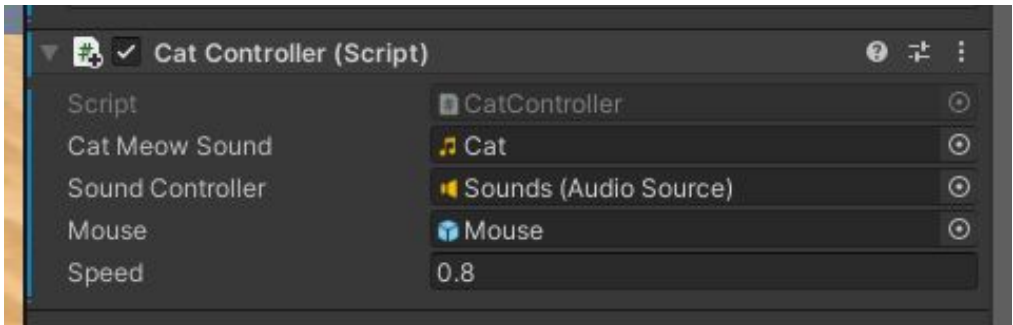 Cat Controller (Script)
Script CatController
Cat Meow Sound Cat
Sound Controller Sounds (Audio Source)
Mouse Mouse
Speed 0.8